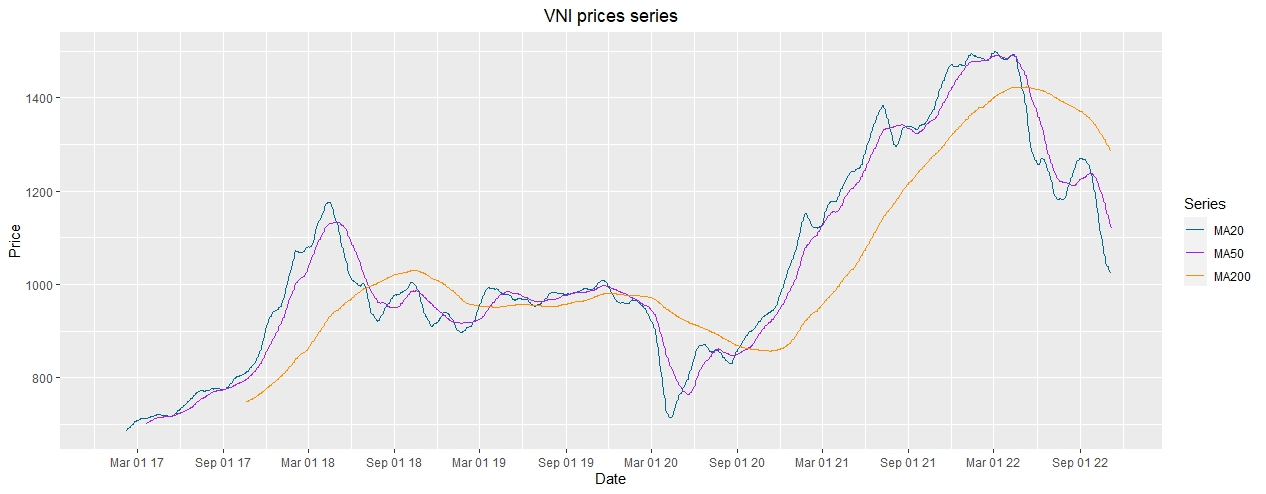 VNI prices series
Price
1400
1200
1000
800
Mar 01 17 Sep 01 17 Mar 01 18 Sep 01 18 Mar 01 19 Sep 01 19 Mar 01 20 Sep 01 20 Mar 01 21 Sep 01 21 Mar 01 22 Sep 01 22
Date
Series
MA20
MA50
MA200